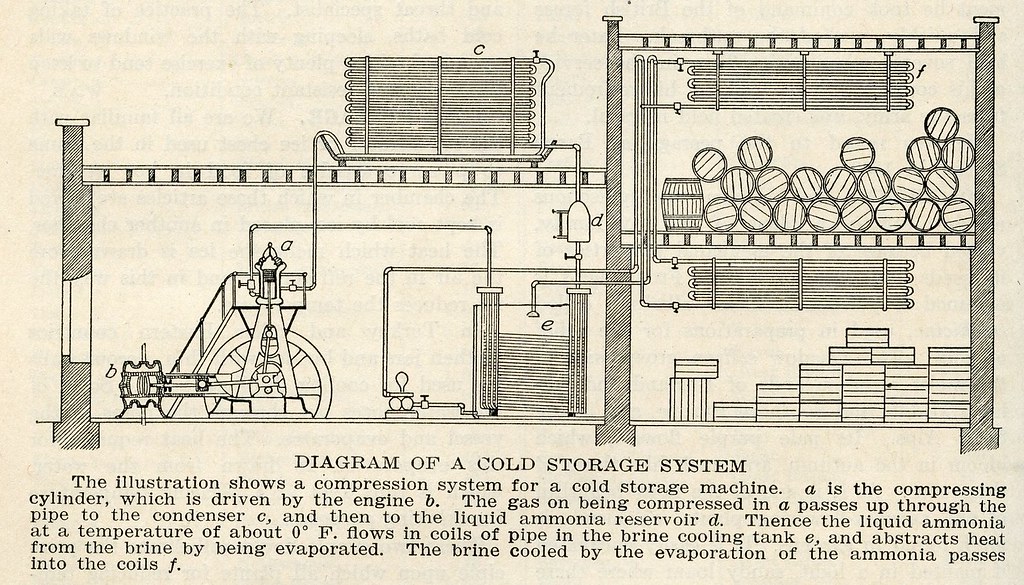 c
f
a
d
e
b
DIAGRAM OF A COLD STORAGE SYSTEM
The illustration shows a compression system for a cold storage machine. a is the compressing
cylinder, which is driven by the engine b. The gas on being compressed in a passes up through the
pipe to the condenser c, and then to the liquid ammonia reservoir d. Thence the liquid ammonia
at a temperature of about 0° F. flows in coils of pipe in the brine cooling tank e, and abstracts heat
from the brine by being evaporated. The brine cooled by the evaporation of the ammonia passes
into the coils f.